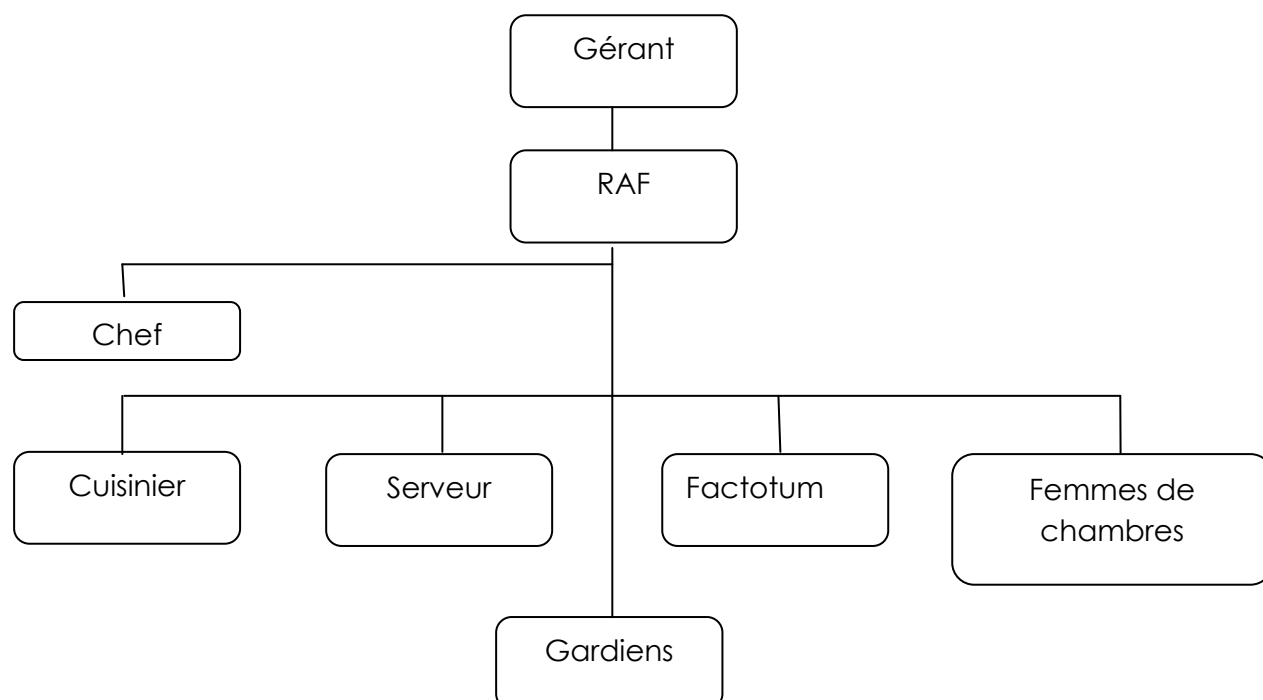 Gérant
RAF
Chef
Cuisinier
Serveur
Factotum
Femmes de
chambres
Gardiens